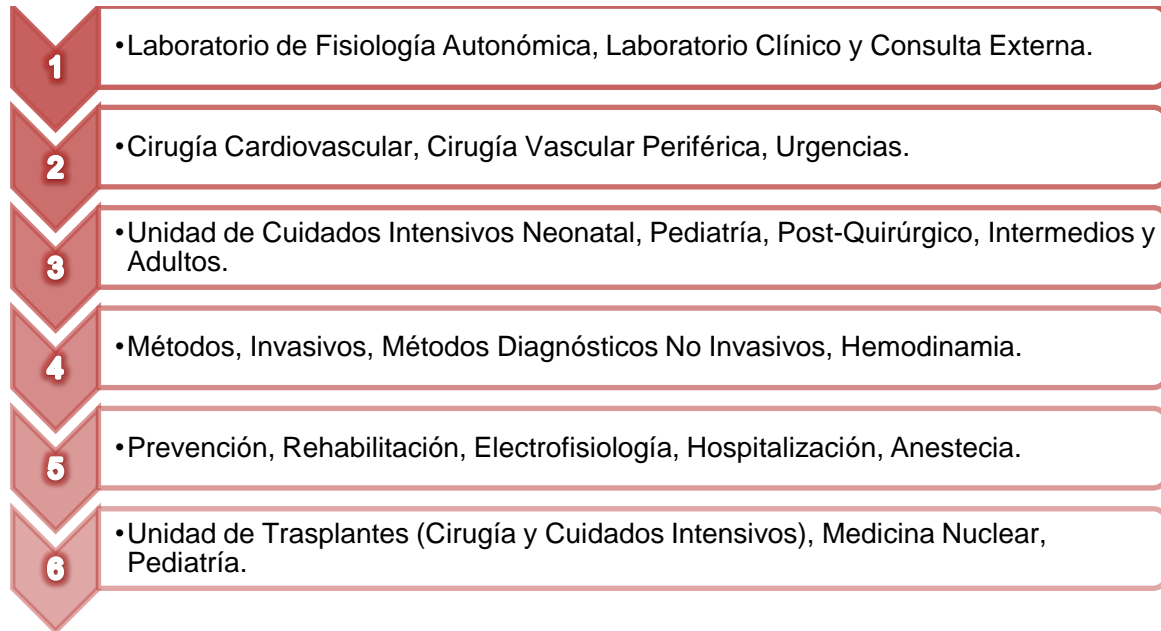 1
•Laboratorio de Fisiología Autonómica, Laboratorio Clínico y Consulta Externa.
2
•Cirugía Cardiovascular, Cirugía Vascular Periférica, Urgencias.
3
•Unidad de Cuidados Intensivos Neonatal, Pediatría, Post-Quirúrgico, Intermedios y
Adultos.
4
•Métodos, Invasivos, Métodos Diagnósticos No Invasivos, Hemodinamia.
5
•Prevención, Rehabilitación, Electrofisiología, Hospitalización, Anestecia.
6
•Unidad de Trasplantes (Cirugía y Cuidados Intensivos), Medicina Nuclear,
Pediatría.